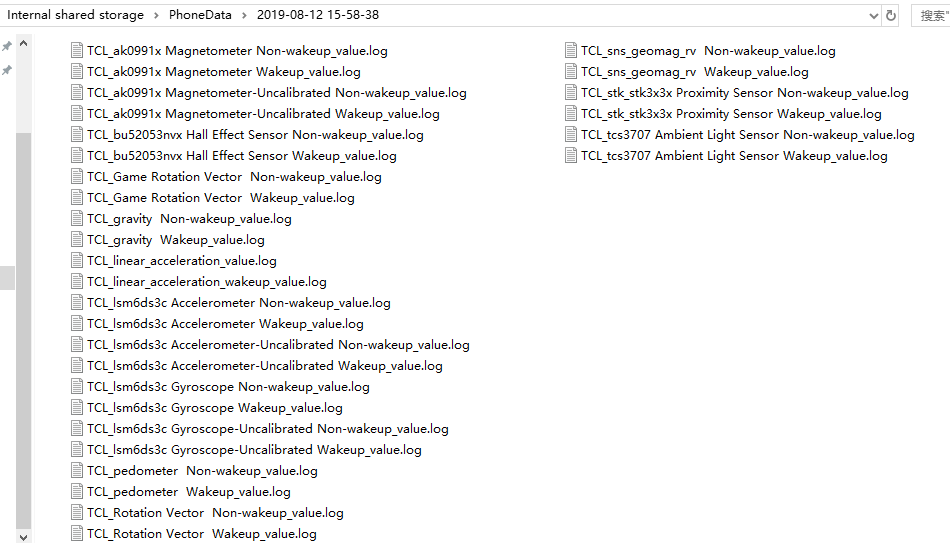 Internal shared storage > PhoneData > 2019-08-12 15-58-38
搜索"
TCL_ak0991x Magnetometer Non-wakeup_value.log
TCL_ak0991x Magnetometer Wakeup_value.log
TCL_ak0991x Magnetometer-Uncalibrated Non-wakeup_value.log
TCL_ak0991x Magnetometer-Uncalibrated Wakeup_value.log
TCL_bu52053nvx Hall Effect Sensor Non-wakeup_value.log
TCL_bu52053nvx Hall Effect Sensor Wakeup_value.log
TCL_Game Rotation Vector  Non-wakeup_value.log
TCL_Game Rotation Vector  Wakeup_value.log
TCL_gravity  Non-wakeup_value.log
TCL_gravity  Wakeup_value.log
TCL_linear_acceleration_value.log
TCL_linear_acceleration_wakeup_value.log
TCL_lsm6ds3c Accelerometer Non-wakeup_value.log
TCL_lsm6ds3c Accelerometer Wakeup_value.log
TCL_lsm6ds3c Accelerometer-Uncalibrated Non-wakeup_value.log
TCL_lsm6ds3c Accelerometer-Uncalibrated Wakeup_value.log
TCL_lsm6ds3c Gyroscope Non-wakeup_value.log
TCL_lsm6ds3c Gyroscope Wakeup_value.log
TCL_lsm6ds3c Gyroscope-Uncalibrated Non-wakeup_value.log
TCL_lsm6ds3c Gyroscope-Uncalibrated Wakeup_value.log
TCL_pedometer  Non-wakeup_value.log
TCL_pedometer  Wakeup_value.log
TCL_Rotation Vector  Non-wakeup_value.log
TCL_Rotation Vector  Wakeup_value.log
TCL_sns_geomag_rv  Non-wakeup_value.log
TCL_sns_geomag_rv  Wakeup_value.log
TCL_stk_stk3x3x Proximity Sensor Non-wakeup_value.log
TCL_stk_stk3x3x Proximity Sensor Wakeup_value.log
TCL_tcs3707 Ambient Light Sensor Non-wakeup_value.log
TCL_tcs3707 Ambient Light Sensor Wakeup_value.log